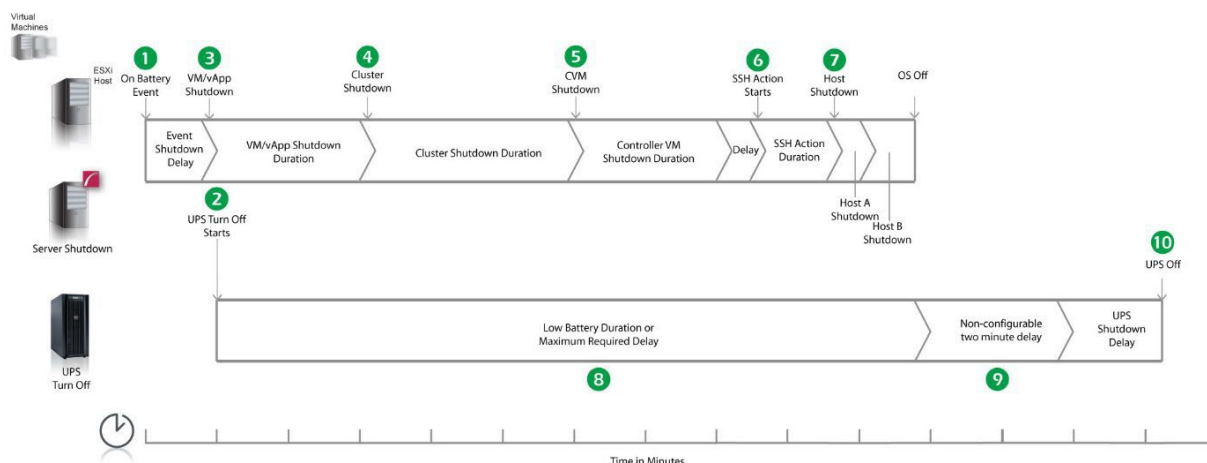 Virtual
Machines
ESXi
Host
1
On Battery
Event
3
VM/vApp
Shutdown
4
Cluster
Shutdown
5
CVM
Shutdown
6
SSH Action
Starts
7
Host
Shutdown
OS Off
Event
Shutdown
Delay
VM/vApp Shutdown
Duration
Cluster Shutdown Duration
Controller VM
Shutdown Duration
Delay
SSH Action
Duration
Host A
Shutdown
Host B
Shutdown
Server Shutdown
2
UPS Turn Off
Starts
10
UPS Off
Low Battery Duration or
Maximum Required Delay
Non-configurable
two minute delay
UPS
Shutdown
Delay
8
9
UPS
Turn Off
Time in Minutes